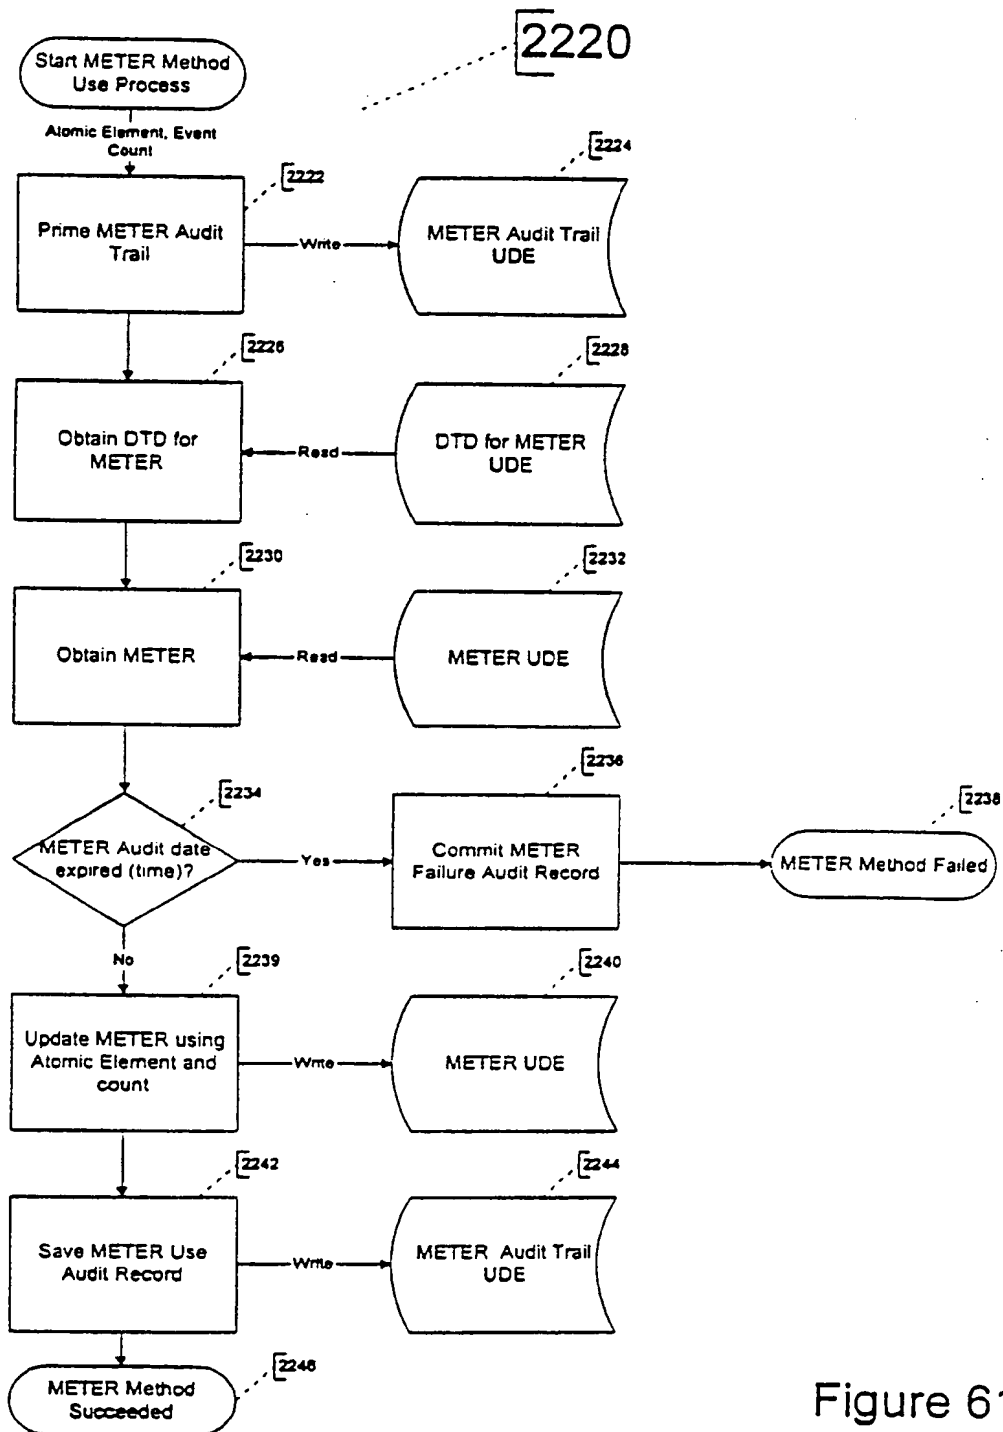 2220
Start METER Method
Use Process
Atomic Element, Event
Count
2222
2224
Prime METER Audit
Trail
Write
METER Audit Trail
UDE
2226
2228
Obtain DTD for
METER
Read
DTD for METER
UDE
2230
2232
Obtain METER
Read
METER UDE
2234
2236
2238
METER Audit date
expired (time)?
Yes
Commit METER
Failure Audit Record
METER Method Failed
No
2239
2240
Update METER using
Atomic Element and
count
Write
METER UDE
2242
2244
Save METER Use
Audit Record
Write
METER Audit Trail
UDE
2246
METER Method
Succeeded
Figure 61